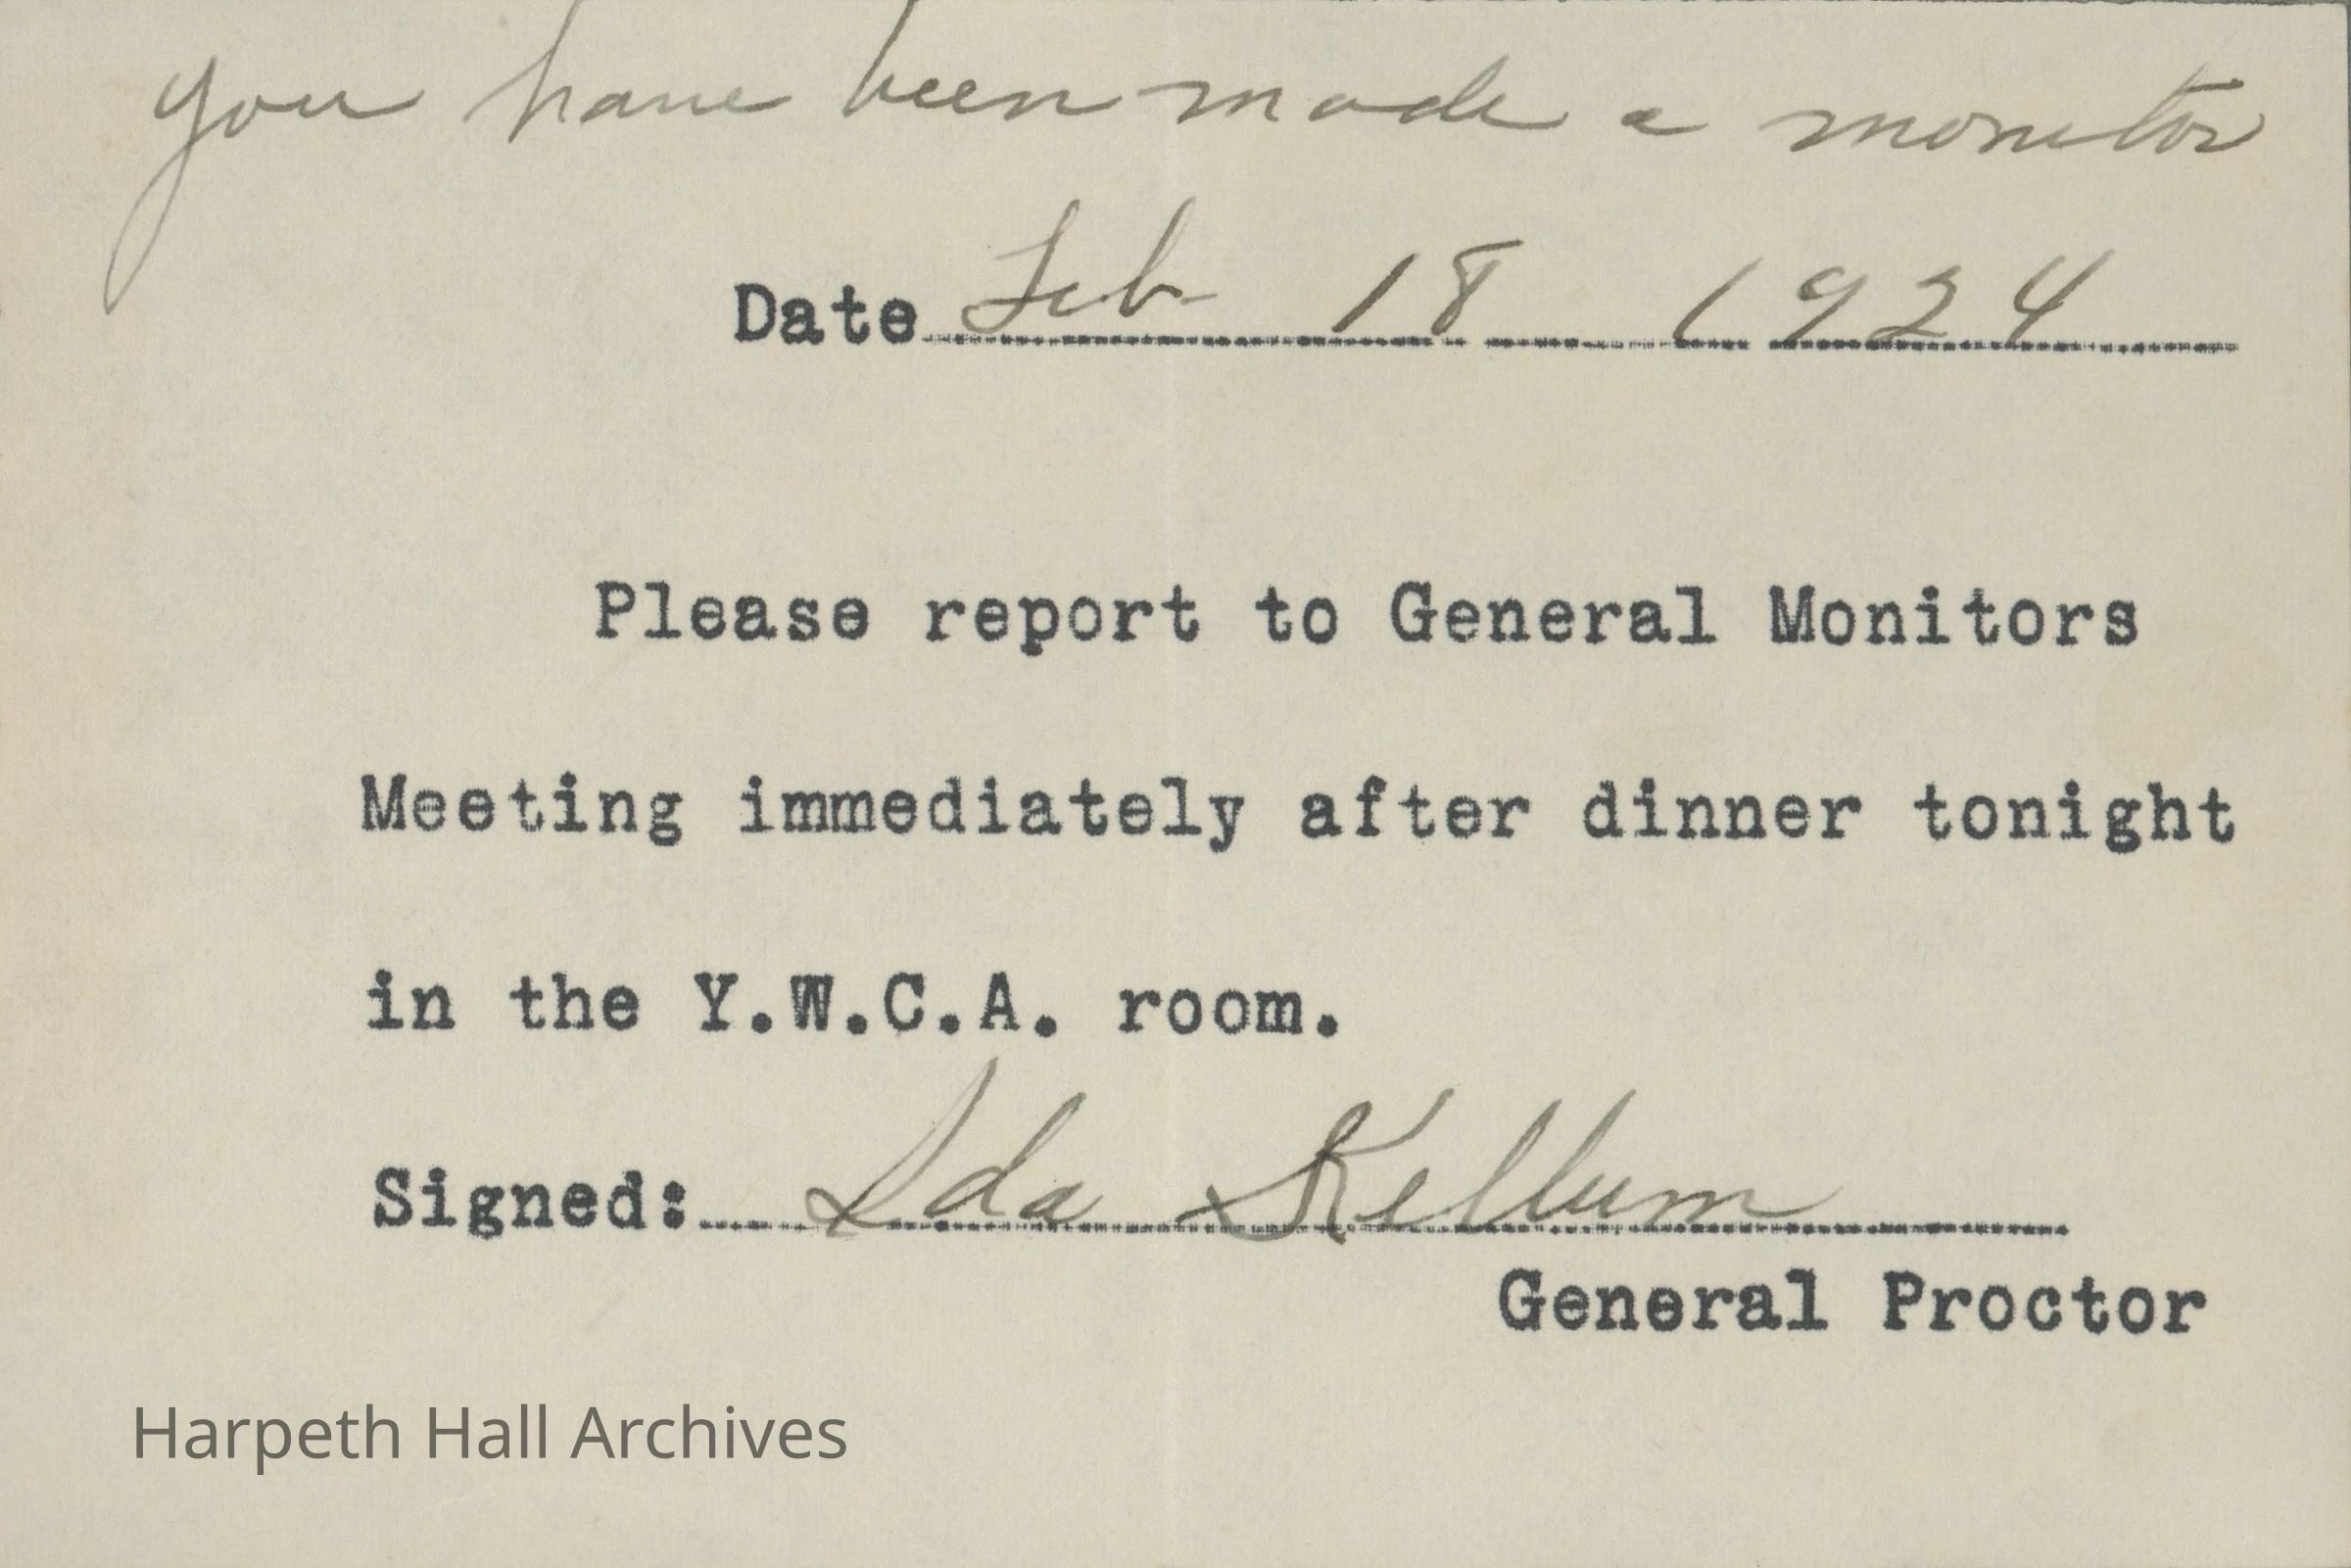 you have been made a monitor
Date Feb 18 1924
Please report to General Monitors
Meeting immediately after dinner tonight
in the Y.W.C.A. room.
Signed: Ida Kellum
General Proctor
Harpeth Hall Archives